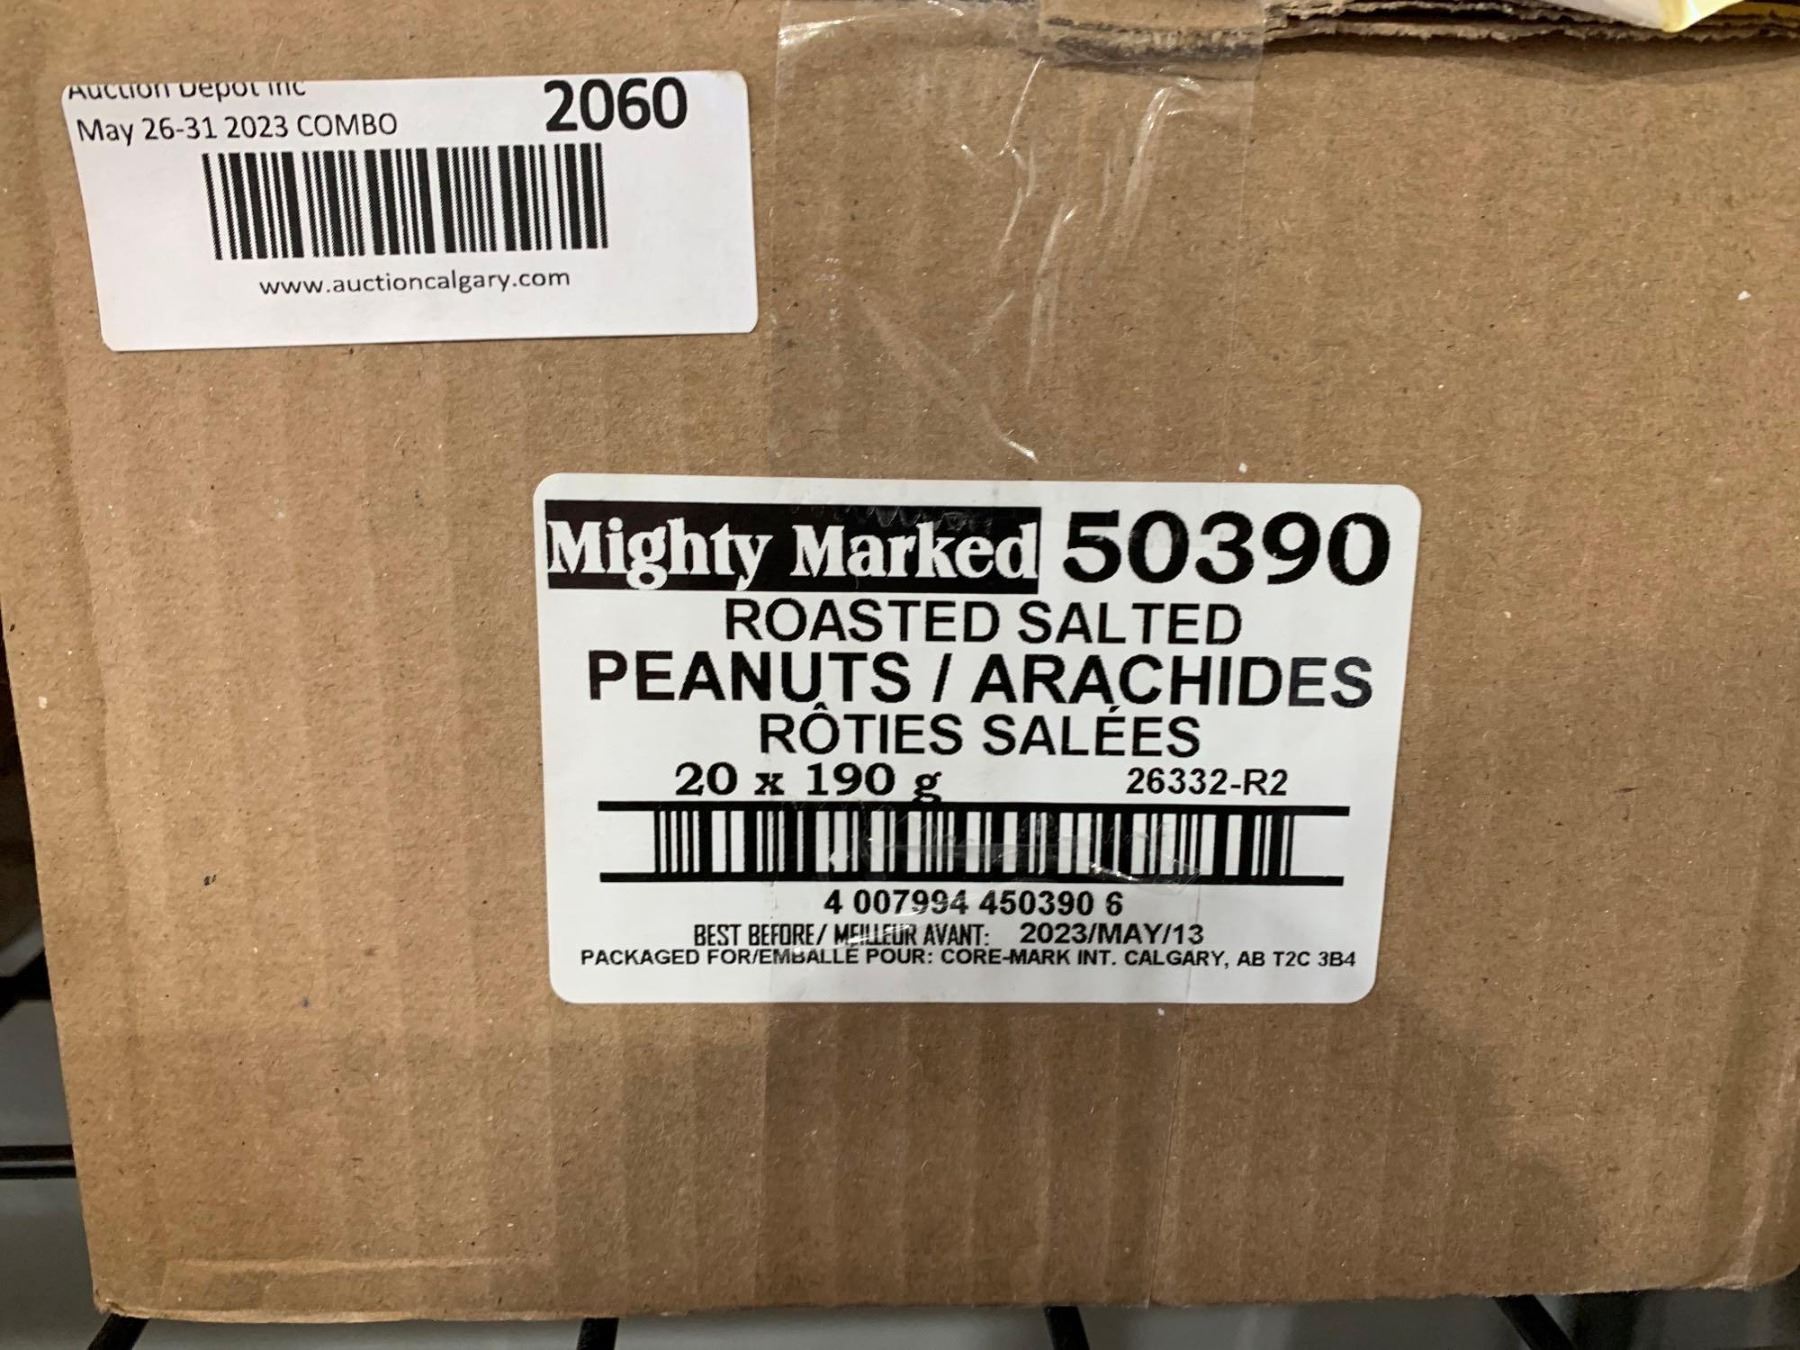 Auction Depot Inc
May 26-31 2023 COMBO
2060
www.auctioncalgary.com
Mighty Marked 50390
ROASTED SALTED
PEANUTS / ARACHIDES
RÔTIES SALÉES
20 x 190 g 26332-R2
4 007994 450390 6
BEST BEFORE/ MEILLEUR AVANT: 2023/MAY/13
PACKAGED FOR/EMBALLÉ POUR: CORE-MARK INT. CALGARY, AB T2C 3B4